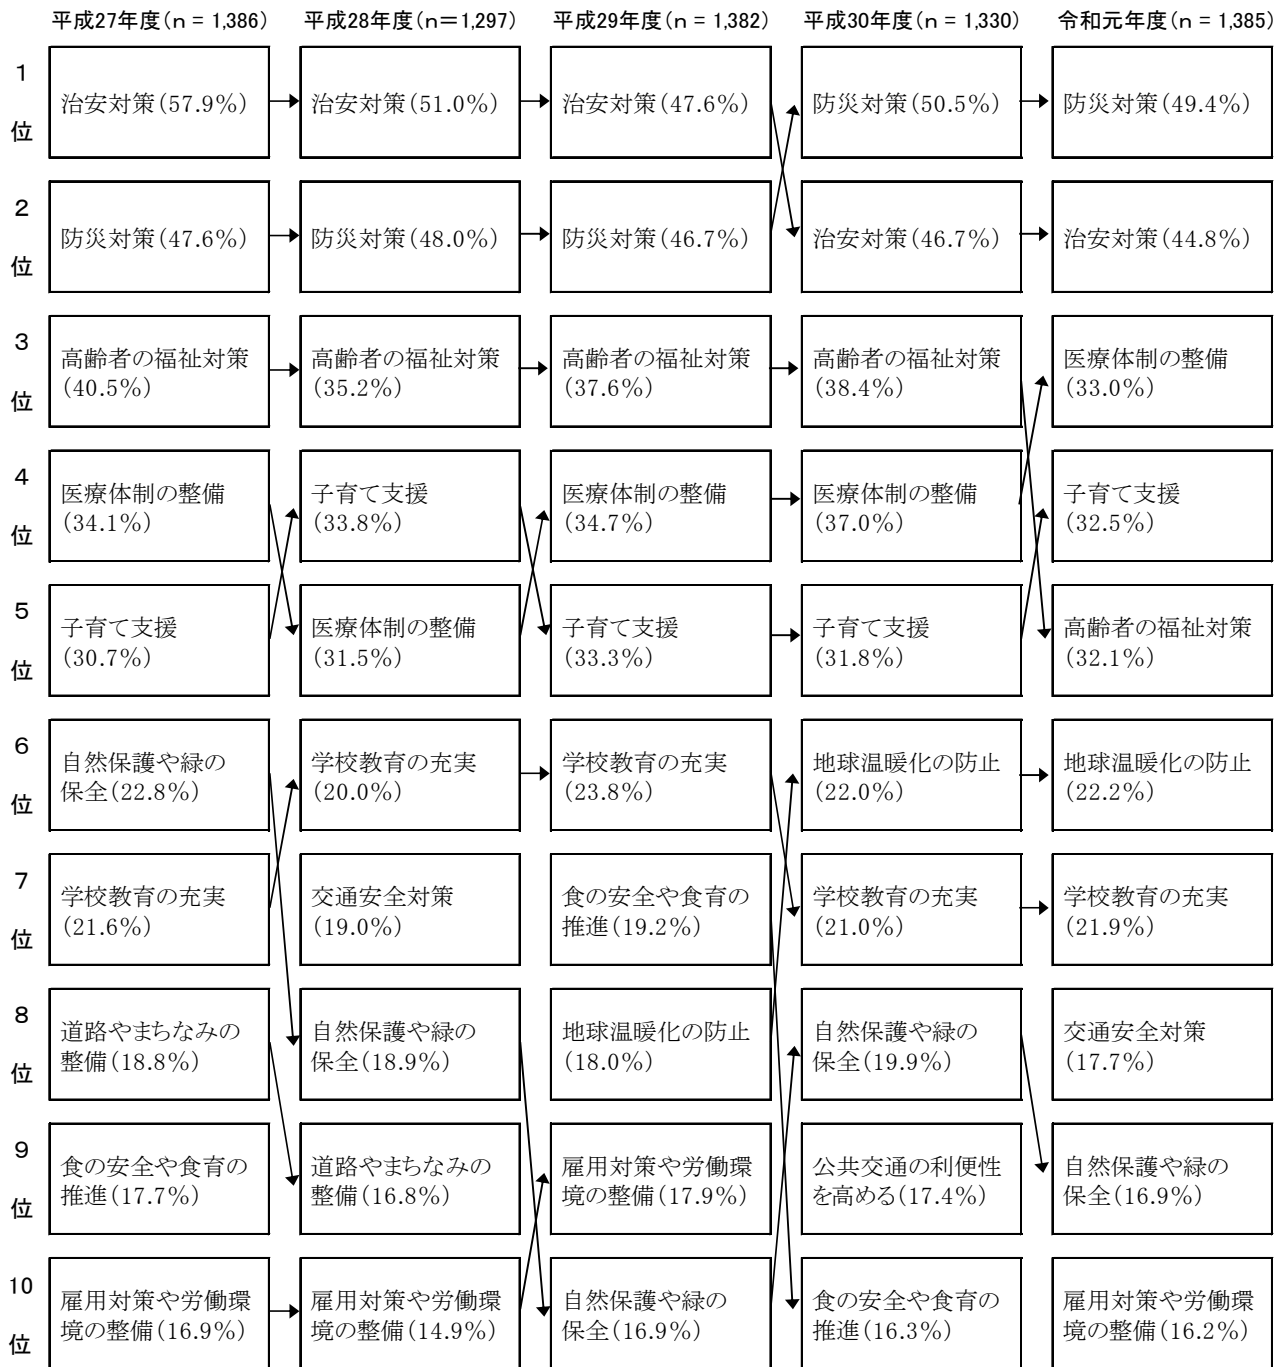 平成27年度(n = 1,386) 平成28年度(n=1,297) 平成29年度(n = 1,382) 平成30年度(n = 1,330) 令和元年度(n = 1,385)
1位
治安対策(57.9%)
治安対策(51.0%)
治安対策(47.6%)
防災対策(50.5%)
防災対策(49.4%)
2位
防災対策(47.6%)
防災対策(48.0%)
防災対策(46.7%)
治安対策(46.7%)
治安対策(44.8%)
3位
高齢者の福祉対策
(40.5%)
高齢者の福祉対策
(35.2%)
高齢者の福祉対策
(37.6%)
高齢者の福祉対策
(38.4%)
医療体制の整備
(33.0%)
4位
医療体制の整備
(34.1%)
子育て支援
(33.8%)
医療体制の整備
(34.7%)
医療体制の整備
(37.0%)
子育て支援
(32.5%)
5位
子育て支援
(30.7%)
医療体制の整備
(31.5%)
子育て支援
(33.3%)
子育て支援
(31.8%)
高齢者の福祉対策
(32.1%)
6位
自然保護や緑の
保全(22.8%)
学校教育の充実
(20.0%)
学校教育の充実
(23.8%)
地球温暖化の防止
(22.0%)
地球温暖化の防止
(22.2%)
7位
学校教育の充実
(21.6%)
交通安全対策
(19.0%)
食の安全や食育の
推進(19.2%)
学校教育の充実
(21.0%)
学校教育の充実
(21.9%)
8位
道路やまちなみの
整備(18.8%)
自然保護や緑の
保全(18.9%)
地球温暖化の防止
(18.0%)
自然保護や緑の
保全(19.9%)
交通安全対策
(17.7%)
9位
食の安全や食育の
推進(17.7%)
道路やまちなみの
整備(16.8%)
雇用対策や労働環
境の整備(17.9%)
公共交通の利便性
を高める(17.4%)
自然保護や緑の
保全(16.9%)
10位
雇用対策や労働環
境の整備(16.9%)
雇用対策や労働環
境の整備(14.9%)
自然保護や緑の
保全(16.9%)
食の安全や食育の
推進(16.3%)
雇用対策や労働環
境の整備(16.2%)